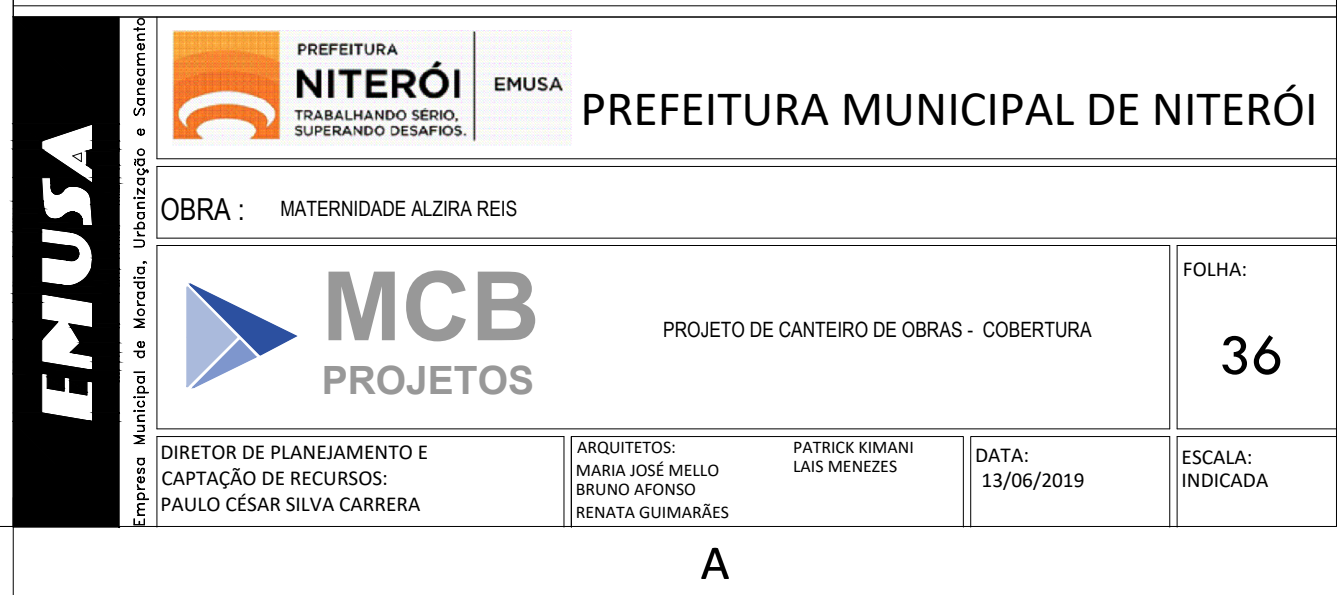 EMUSA
Empresa Municipal de Moradia, Urbanização e Saneamento
PREFEITURA
NITERÓI
TRABALHANDO SÉRIO,
SUPERANDO DESAFIOS.
EMUSA
PREFEITURA MUNICIPAL DE NITERÓI
OBRA : MATERNIDADE ALZIRA REIS
MCB
PROJETOS
PROJETO DE CANTEIRO DE OBRAS - COBERTURA
FOLHA:
36
DIRETOR DE PLANEJAMENTO E
CAPTAÇÃO DE RECURSOS:
PAULO CÉSAR SILVA CARRERA
ARQUITETOS:
MARIA JOSÉ MELLO
BRUNO AFONSO
RENATA GUIMARÃES
PATRICK KIMANI
LAIS MENEZES
DATA:
13/06/2019
ESCALA:
INDICADA
A